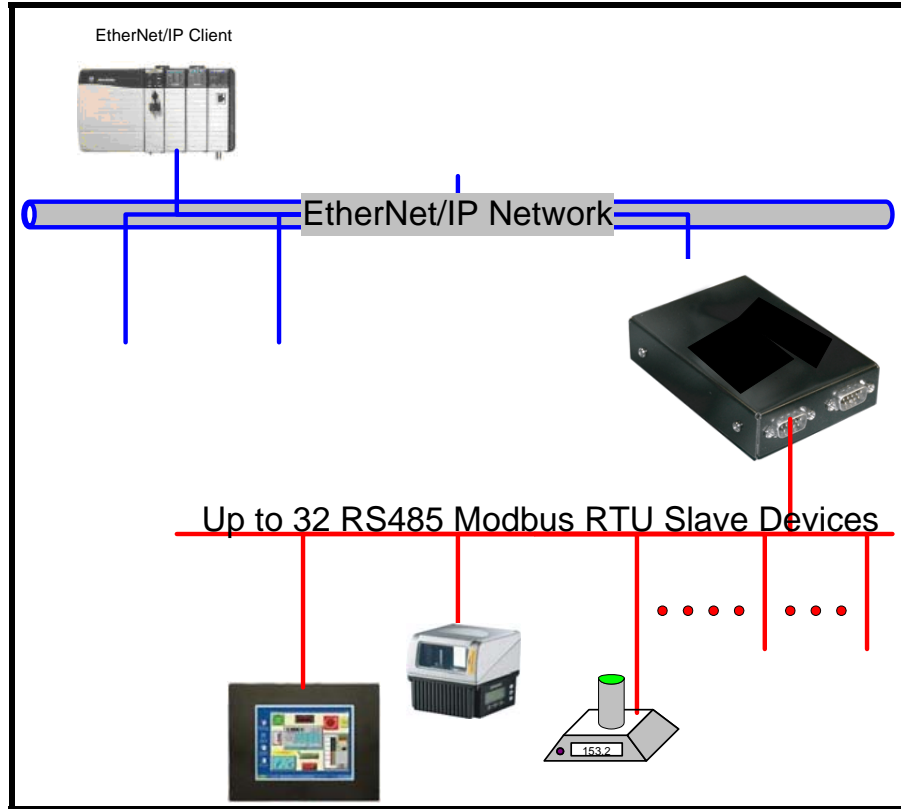 EtherNet/IP Client
EtherNet/IP Network
Up to 32 RS485 Modbus RTU Slave Devices
153.2